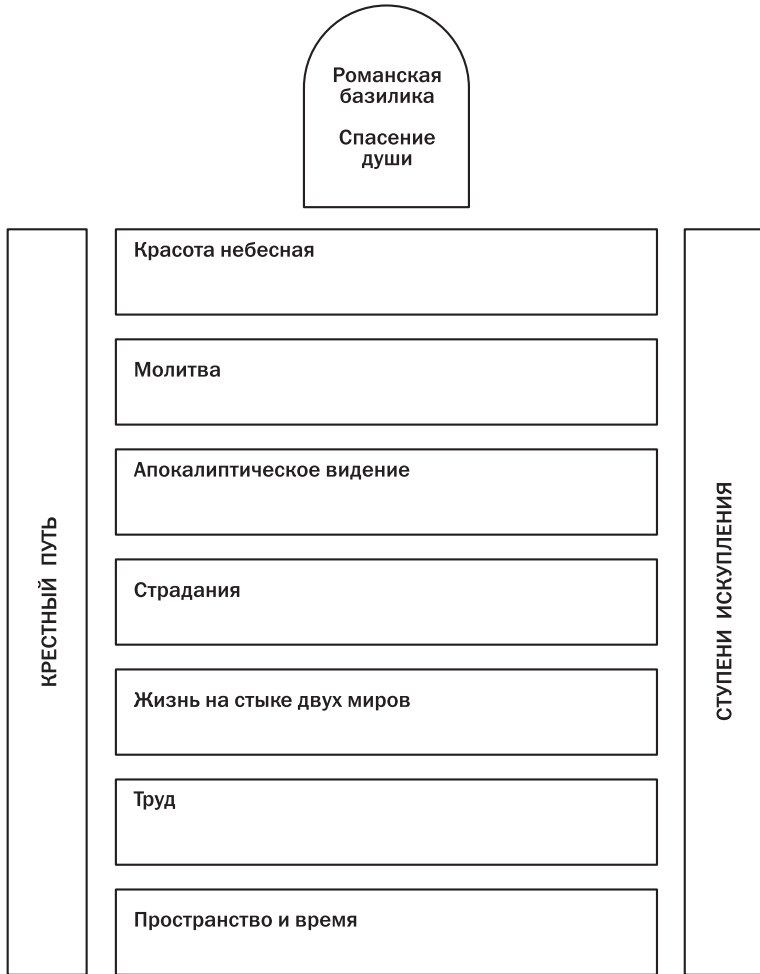 Романская
базилика
Спасение
души
Красота небесная
Молитва
Апокалиптическое видение
Страдания
Жизнь на стыке двух миров
Труд
Пространство и время
КРЕСТНЫЙ ПУТЬ
СТУПЕНИ ИСКУПЛЕНИЯ